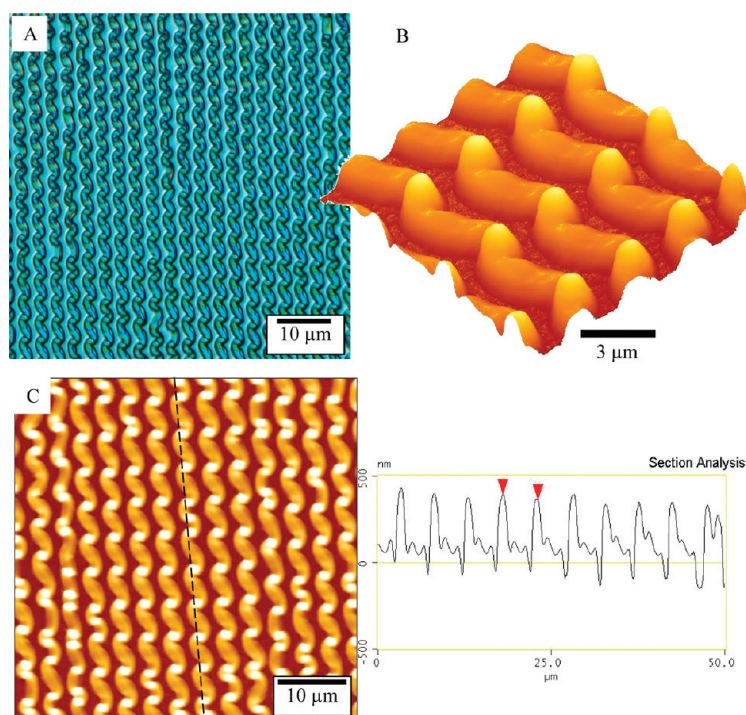 A
10 μm
B
3 μm
C
10 μm
nm
Section Analysis
500
0
-500
0
25.0
50.0
μm